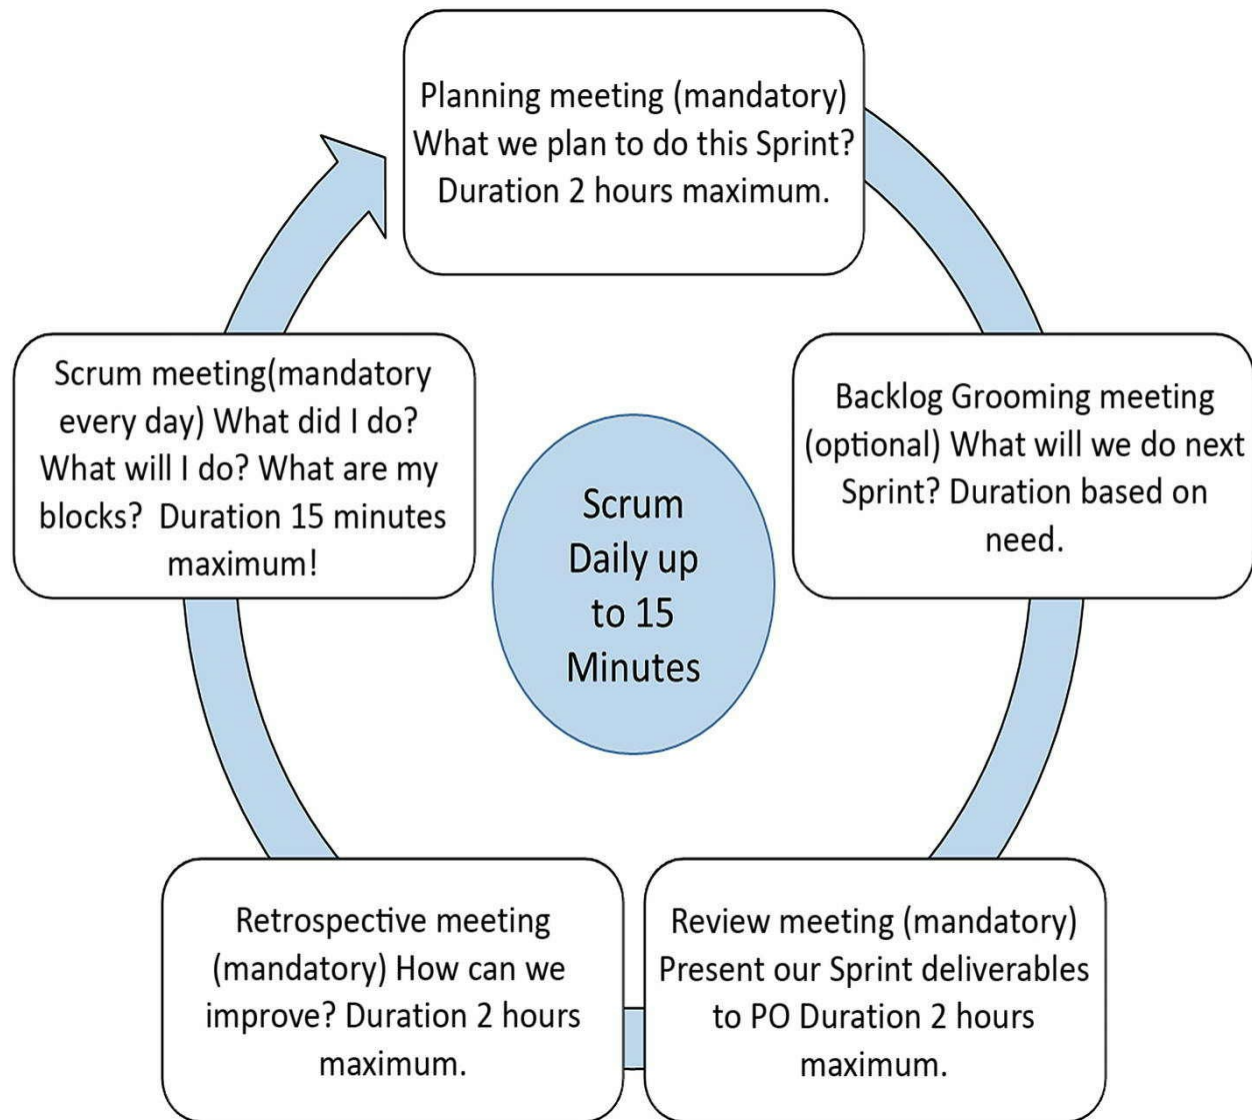 Planning meeting (mandatory)
What we plan to do this Sprint?
Duration 2 hours maximum.
Scrum meeting(mandatory
every day) What did I do?
What will I do? What are my
blocks?  Duration 15 minutes
maximum!
Backlog Grooming meeting
(optional) What will we do next
Sprint? Duration based on
need.
Scrum
Daily up
to 15
Minutes
Retrospective meeting
(mandatory) How can we
improve? Duration 2 hours
maximum.
Review meeting (mandatory)
Present our Sprint deliverables
to PO Duration 2 hours
maximum.